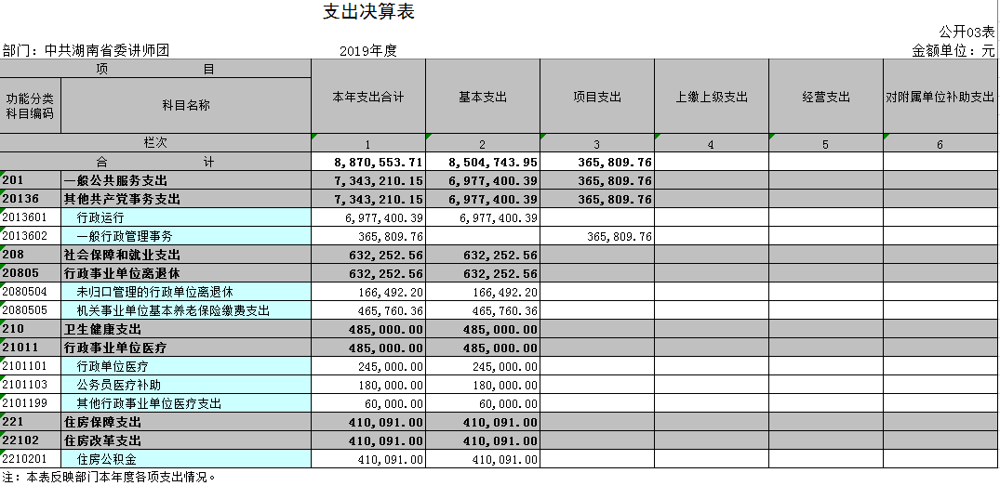 支出决算表
公开03表
部门：中共湖南省委讲师团 2019年度 金额单位：元
项 目 本年支出合计 基本支出 项目支出 上缴上级支出 经营支出 对附属单位补助支出
功能分类科目编码 科目名称
栏次 1 2 3 4 5 6
合 计 8,870,553.71 8,504,743.95 365,809.76
201 一般公共服务支出 7,343,210.15 6,977,400.39 365,809.76
20136 其他共产党事务支出 7,343,210.15 6,977,400.39 365,809.76
2013601 行政运行 6,977,400.39 6,977,400.39
2013602 一般行政管理事务 365,809.76 365,809.76
208 社会保障和就业支出 632,252.56 632,252.56
20805 行政事业单位离退休 632,252.56 632,252.56
2080504 未归口管理的行政单位离退休 166,492.20 166,492.20
2080505 机关事业单位基本养老保险缴费支出 465,760.36 465,760.36
210 卫生健康支出 485,000.00 485,000.00
21011 行政事业单位医疗 485,000.00 485,000.00
2101101 行政单位医疗 245,000.00 245,000.00
2101103 公务员医疗补助 180,000.00 180,000.00
2101199 其他行政事业单位医疗支出 60,000.00 60,000.00
221 住房保障支出 410,091.00 410,091.00
22102 住房改革支出 410,091.00 410,091.00
2210201 住房公积金 410,091.00 410,091.00
注：本表反映部门本年度各项支出情况。